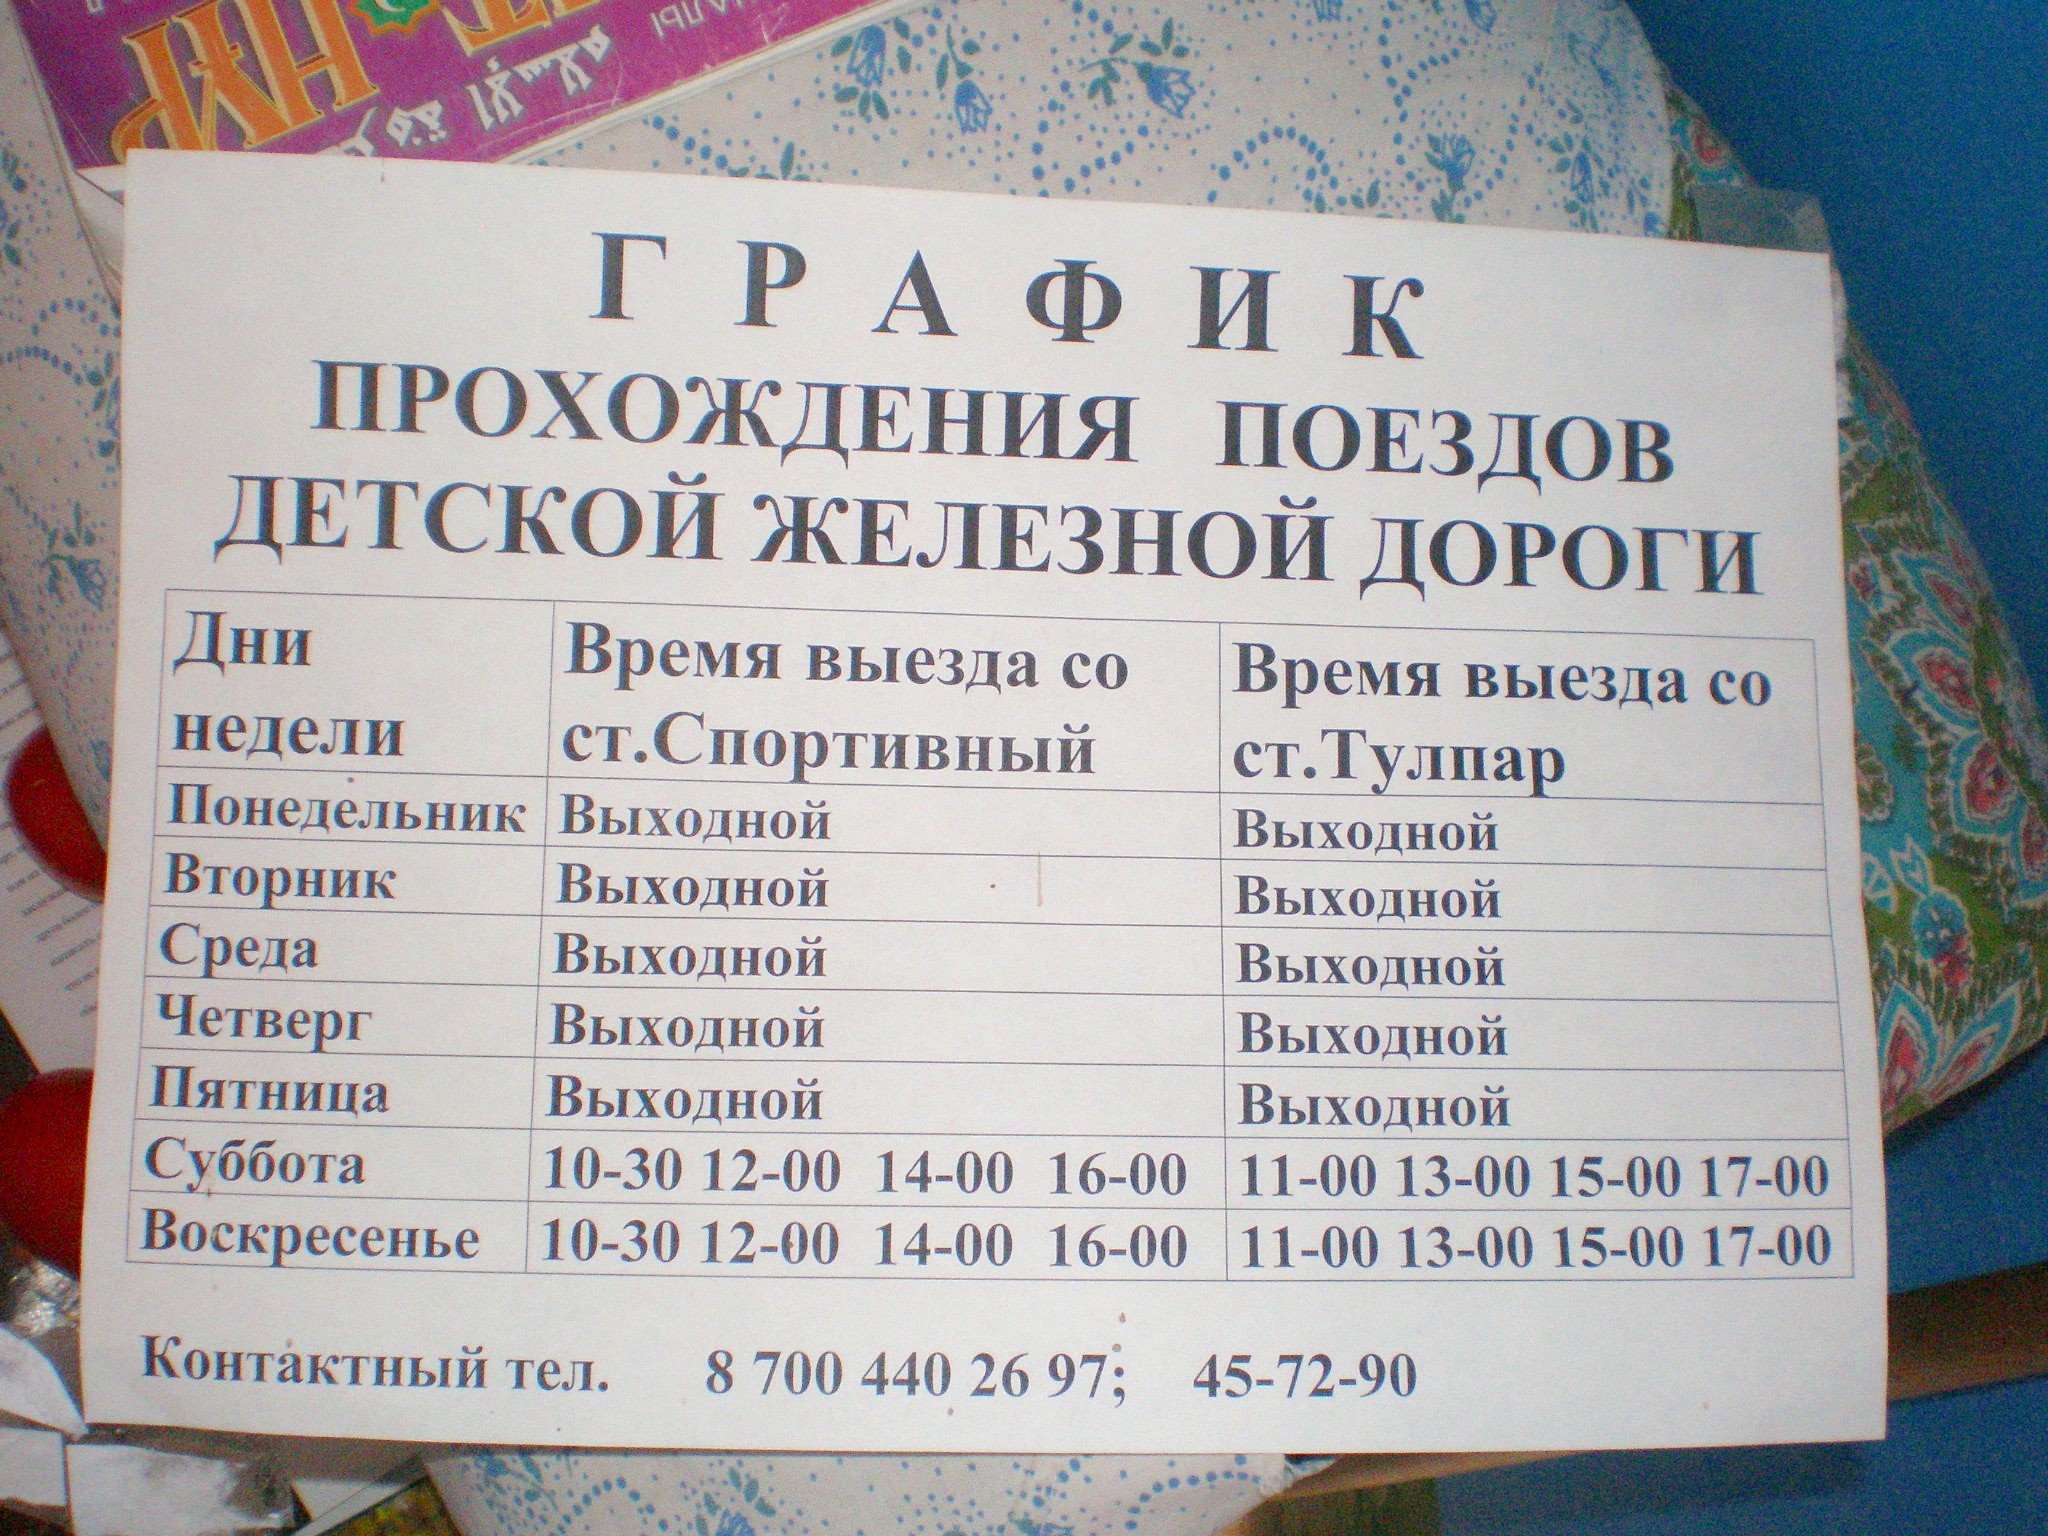 Г Р А Ф И К
ПРОХОЖДЕНИЯ ПОЕЗДОВ
ДЕТСКОЙ ЖЕЛЕЗНОЙ ДОРОГИ
Дни недели Время выезда со ст.Спортивный Время выезда со ст.Тулпар
Понедельник Выходной Выходной
Вторник Выходной Выходной
Среда Выходной Выходной
Четверг Выходной Выходной
Пятница Выходной Выходной
Суббота 10-30 12-00 14-00 16-00 11-00 13-00 15-00 17-00
Воскресенье 10-30 12-00 14-00 16-00 11-00 13-00 15-00 17-00
Контактный тел. 8 700 440 26 97; 45-72-90